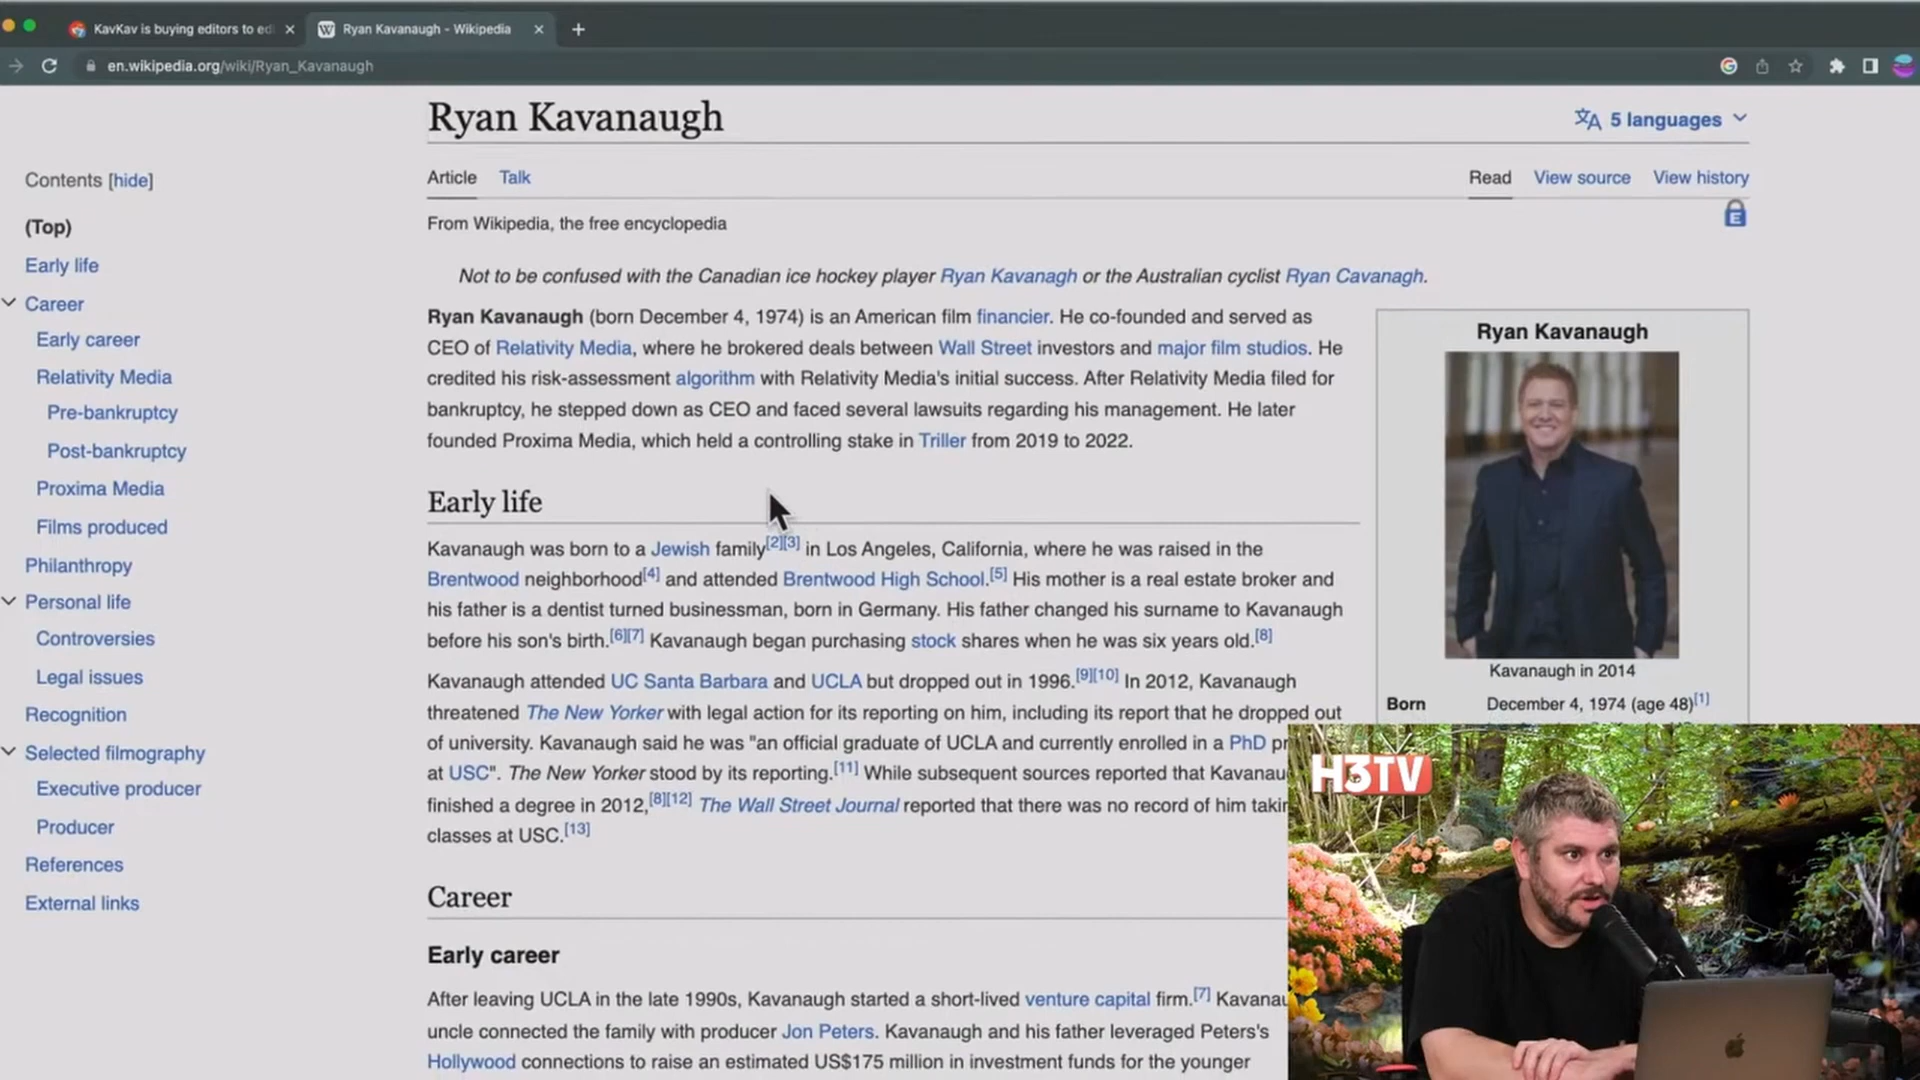 KavKav is buying editors to ed
Ryan Kavanaugh - Wikipedia
en.wikipedia.org/wiki/Ryan_Kavanaugh
Ryan Kavanaugh
5 languages
Contents [hide]
Article
Talk
Read
View source
View history
(Top)
From Wikipedia, the free encyclopedia
Early life
Career
Early career
Relativity Media
Pre-bankruptcy
Post-bankruptcy
Proxima Media
Films produced
Philanthropy
Personal life
Controversies
Legal issues
Recognition
Selected filmography
Executive producer
Producer
References
External links
Not to be confused with the Canadian ice hockey player Ryan Kavanagh or the Australian cyclist Ryan Cavanagh.
Ryan Kavanaugh (born December 4, 1974) is an American film financier. He co-founded and served as
CEO of Relativity Media, where he brokered deals between Wall Street investors and major film studios. He
credited his risk-assessment algorithm with Relativity Media's initial success. After Relativity Media filed for
bankruptcy, he stepped down as CEO and faced several lawsuits regarding his management. He later
founded Proxima Media, which held a controlling stake in Triller from 2019 to 2022.
Early life
Kavanaugh was born to a Jewish family[2][3] in Los Angeles, California, where he was raised in the
Brentwood neighborhood[4] and attended Brentwood High School.[5] His mother is a real estate broker and
his father is a dentist turned businessman, born in Germany. His father changed his surname to Kavanaugh
before his son's birth.[6][7] Kavanaugh began purchasing stock shares when he was six years old.[8]
Kavanaugh attended UC Santa Barbara and UCLA but dropped out in 1996.[9][10] In 2012, Kavanaugh
threatened The New Yorker with legal action for its reporting on him, including its report that he dropped out
of university. Kavanaugh said he was "an official graduate of UCLA and currently enrolled in a PhD pr
at USC". The New Yorker stood by its reporting.[11] While subsequent sources reported that Kavanau
finished a degree in 2012,[8][12] The Wall Street Journal reported that there was no record of him takin
classes at USC.[13]
Career
Early career
After leaving UCLA in the late 1990s, Kavanaugh started a short-lived venture capital firm.[7] Kavanau
uncle connected the family with producer Jon Peters. Kavanaugh and his father leveraged Peters's
Hollywood connections to raise an estimated US$175 million in investment funds for the younger
Ryan Kavanaugh
Kavanaugh in 2014
Born December 4, 1974 (age 48)[1]
H3TV